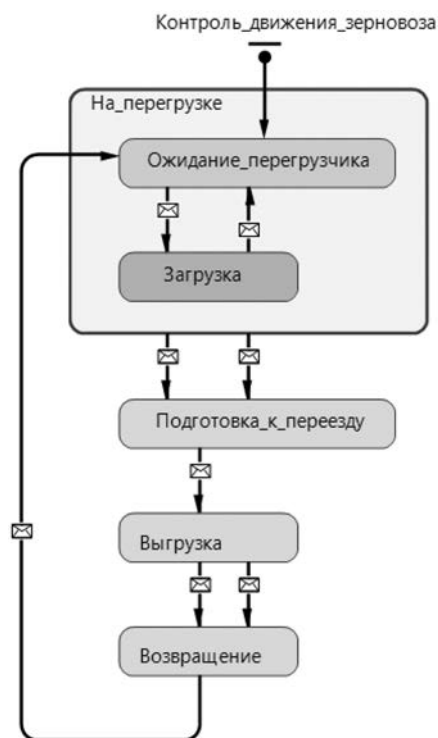 Контроль_движения_зерновоза
На_перегрузке
Ожидание_перегрузчика
Загрузка
Подготовка_к_переезду
Выгрузка
Возвращение